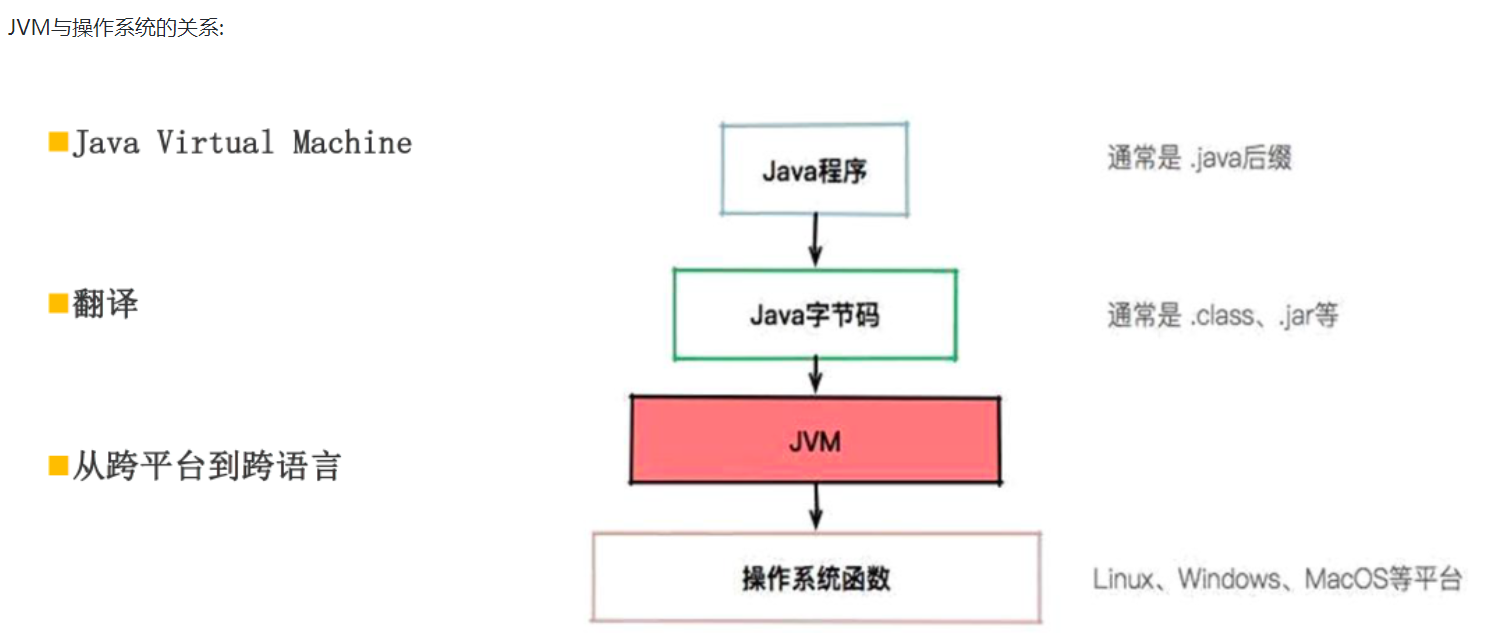 JVM与操作系统的关系:
■Java Virtual Machine
Java程序
通常是 .java后缀
■翻译
Java字节码
通常是 .class、.jar等
■从跨平台到跨语言
JVM
操作系统函数
Linux、Windows、MacOS等平台